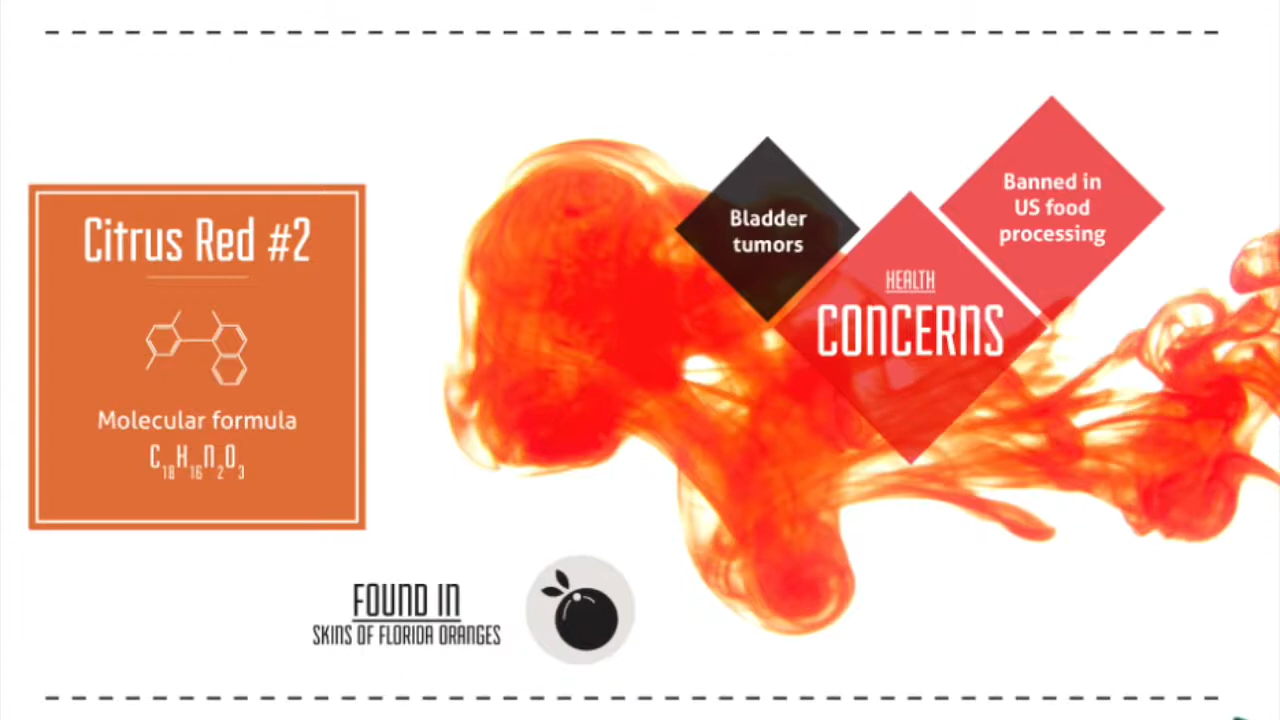 Citrus Red #2
Molecular formula
C18H16N2O3
FOUND IN
SKINS OF FLORIDA ORANGES
Bladder
tumors
HEALTH
CONCERNS
Banned in
US food
processing